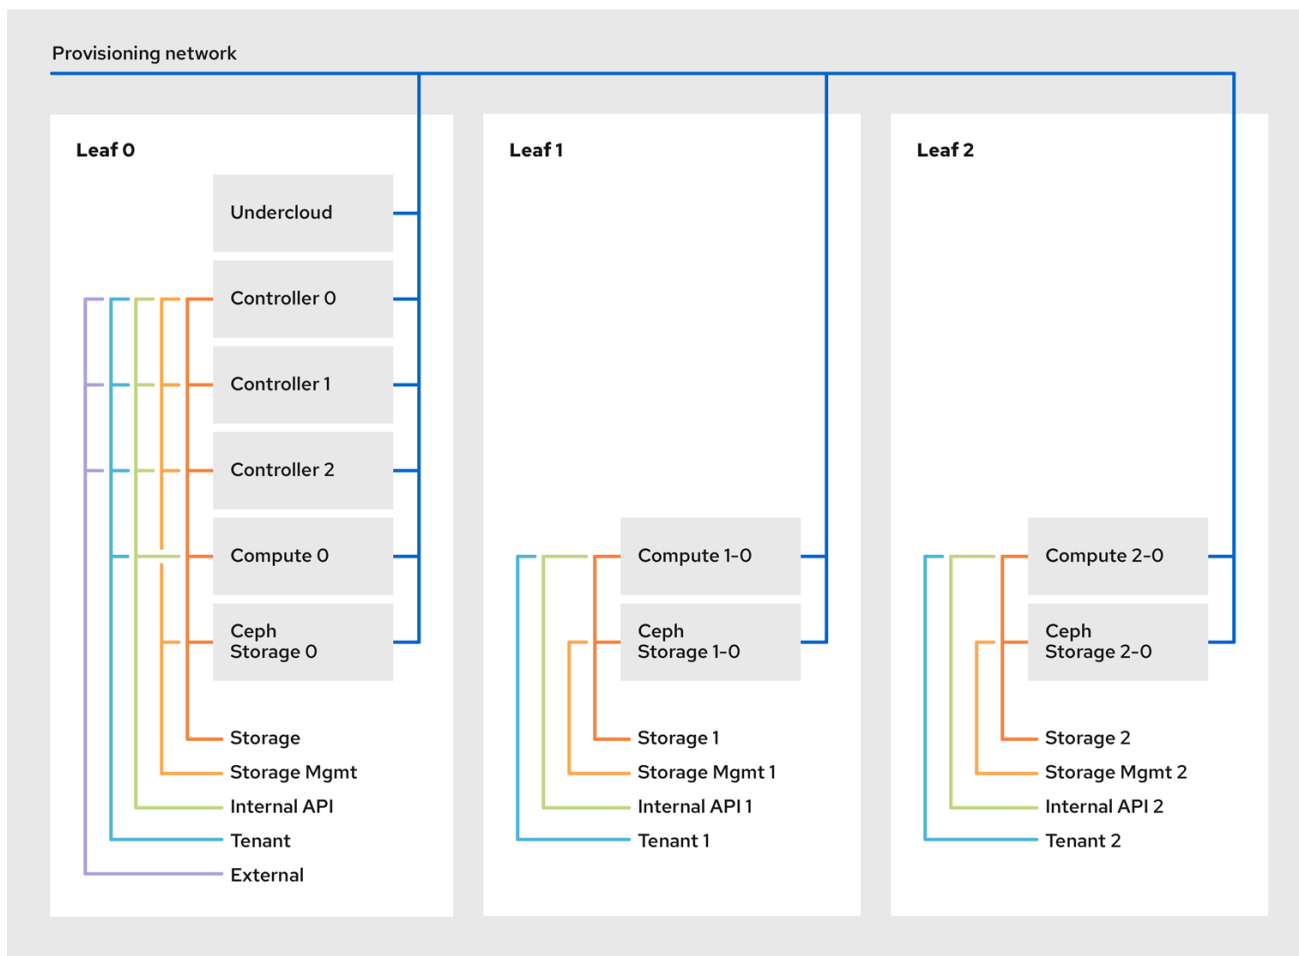 Provisioning network
Leaf 0
Undercloud
Controller 0
Controller 1
Controller 2
Compute 0
Ceph
Storage 0
Storage
Storage Mgmt
Internal API
Tenant
External
Leaf 1
Compute 1-0
Ceph
Storage 1-0
Storage 1
Storage Mgmt 1
Internal API 1
Tenant 1
Leaf 2
Compute 2-0
Ceph
Storage 2-0
Storage 2
Storage Mgmt 2
Internal API 2
Tenant 2